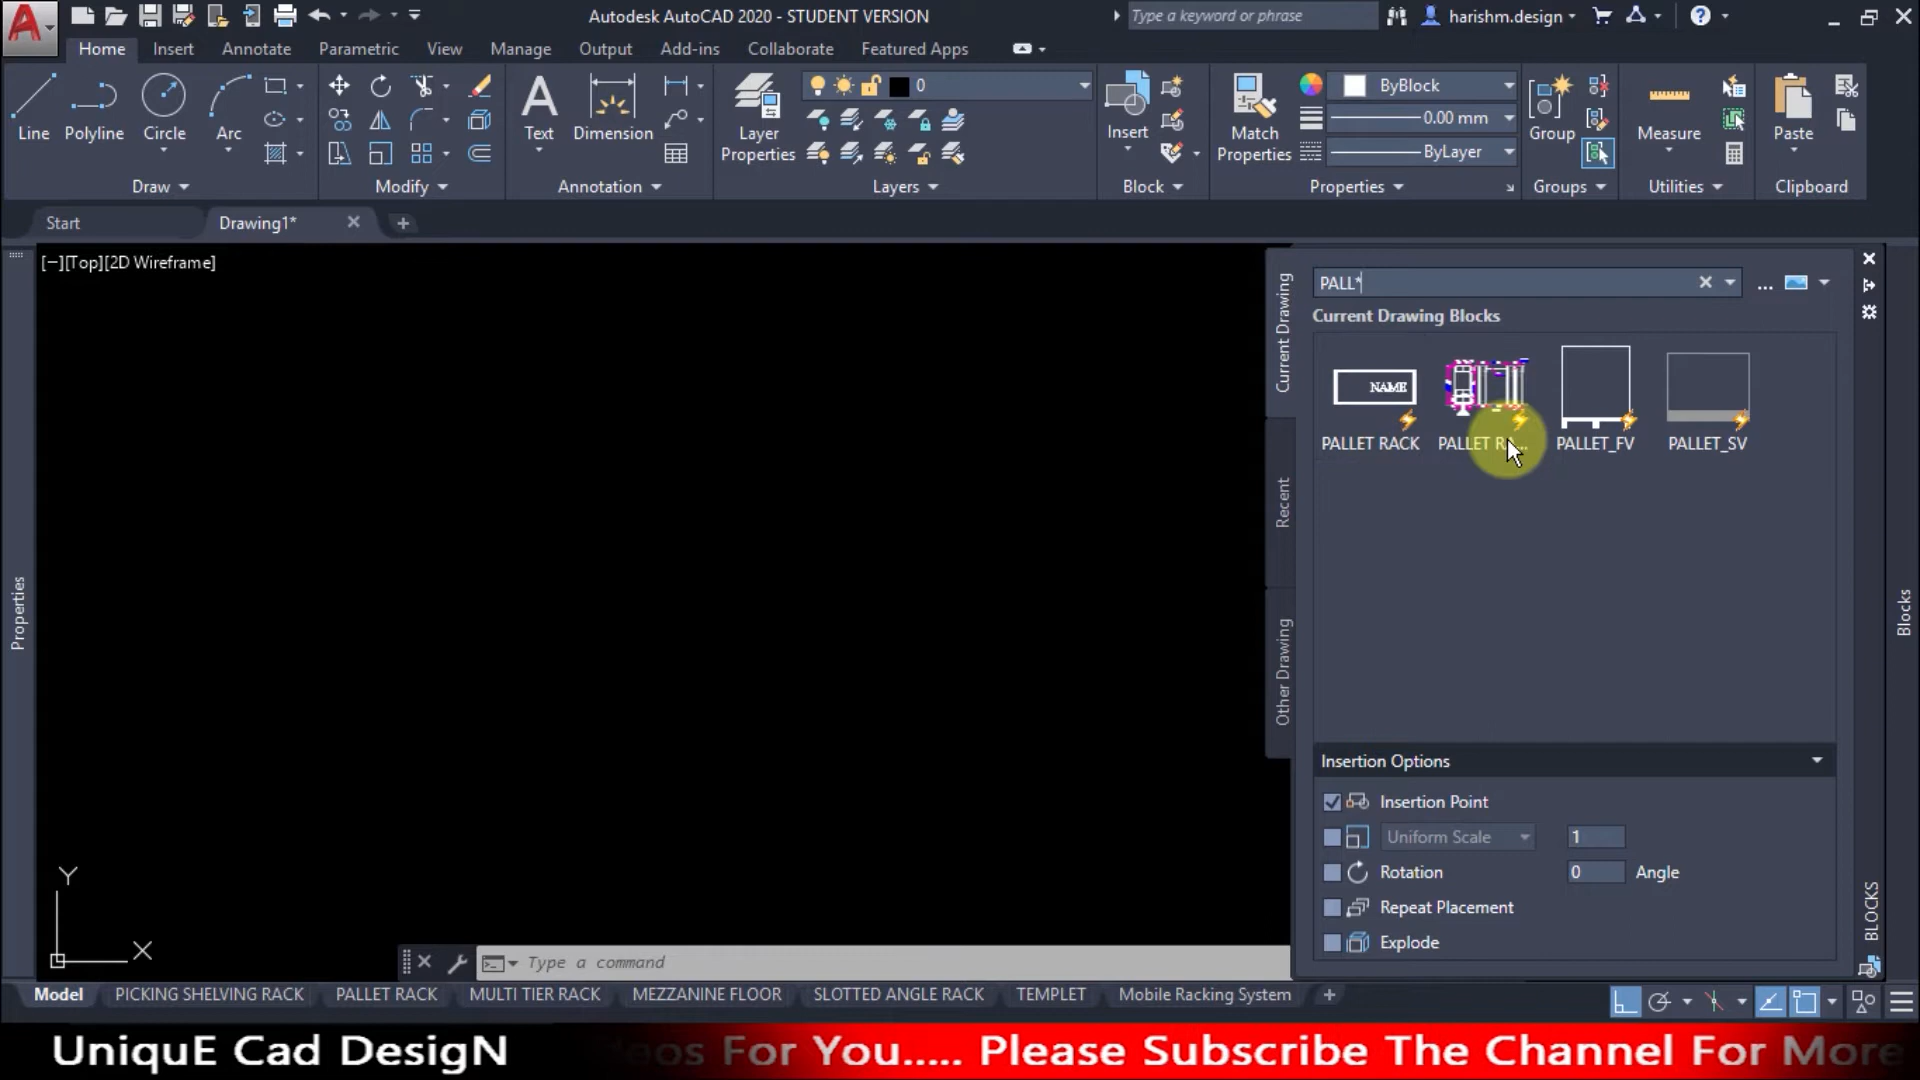 Autodesk AutoCAD 2020 - STUDENT VERSION
Type a keyword or phrase
harishm.design
Home
Insert
Annotate
Parametric
View
Manage
Output
Add-ins
Collaborate
Featured Apps
Line
Polyline
Circle
Arc
Text
Dimension
Layer
Properties
0
Insert
Match
Properties
ByBlock
0.00 mm
ByLayer
Group
Measure
Paste
Draw
Modify
Annotation
Layers
Block
Properties
Groups
Utilities
Clipboard
Start
Drawing1*
[−][Top][2D Wireframe]
PALL*
Current Drawing Blocks
Current Drawing
Recent
Other Drawing
NAME
PALLET RACK
PALLET
PALLET_FV
PALLET_SV
Properties
Blocks
BLOCKS
Insertion Options
Insertion Point
Uniform Scale
1
Rotation
0
Angle
Repeat Placement
Explode
Y
X
Type a command
Model
PICKING SHELVING RACK
PALLET RACK
MULTI TIER RACK
MEZZANINE FLOOR
SLOTTED ANGLE RACK
TEMPLET
Mobile Racking System
UniquE Cad DesigN
eos For You..... Please Subscribe The Channel For More